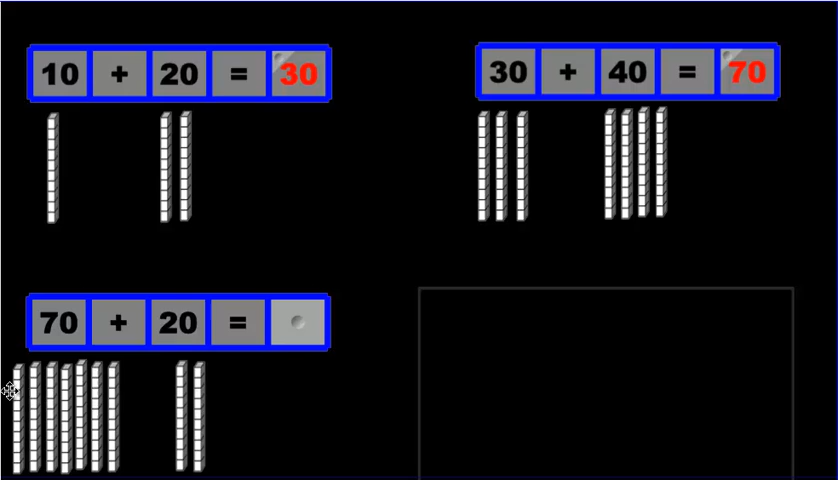 10 + 20 = 30
30 + 40 = 70
70 + 20 =